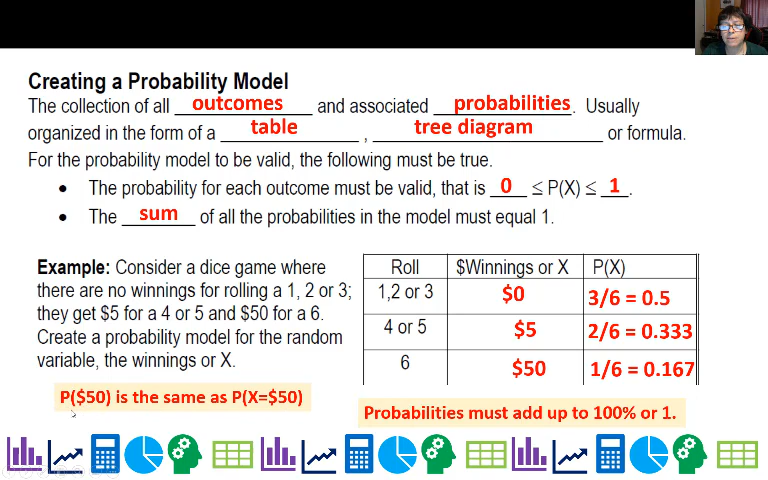 Creating a Probability Model
The collection of all outcomes and associated probabilities. Usually
organized in the form of a table, tree diagram or formula.
For the probability model to be valid, the following must be true.
• The probability for each outcome must be valid, that is 0 ≤ P(X) ≤ 1.
• The sum of all the probabilities in the model must equal 1.
Example: Consider a dice game where
there are no winnings for rolling a 1, 2 or 3;
they get $5 for a 4 or 5 and $50 for a 6.
Create a probability model for the random
variable, the winnings or X.
Roll $Winnings or X P(X)
1,2 or 3 $0 3/6 = 0.5
4 or 5 $5 2/6 = 0.333
6 $50 1/6 = 0.167
P($50) is the same as P(X=$50)
Probabilities must add up to 100% or 1.